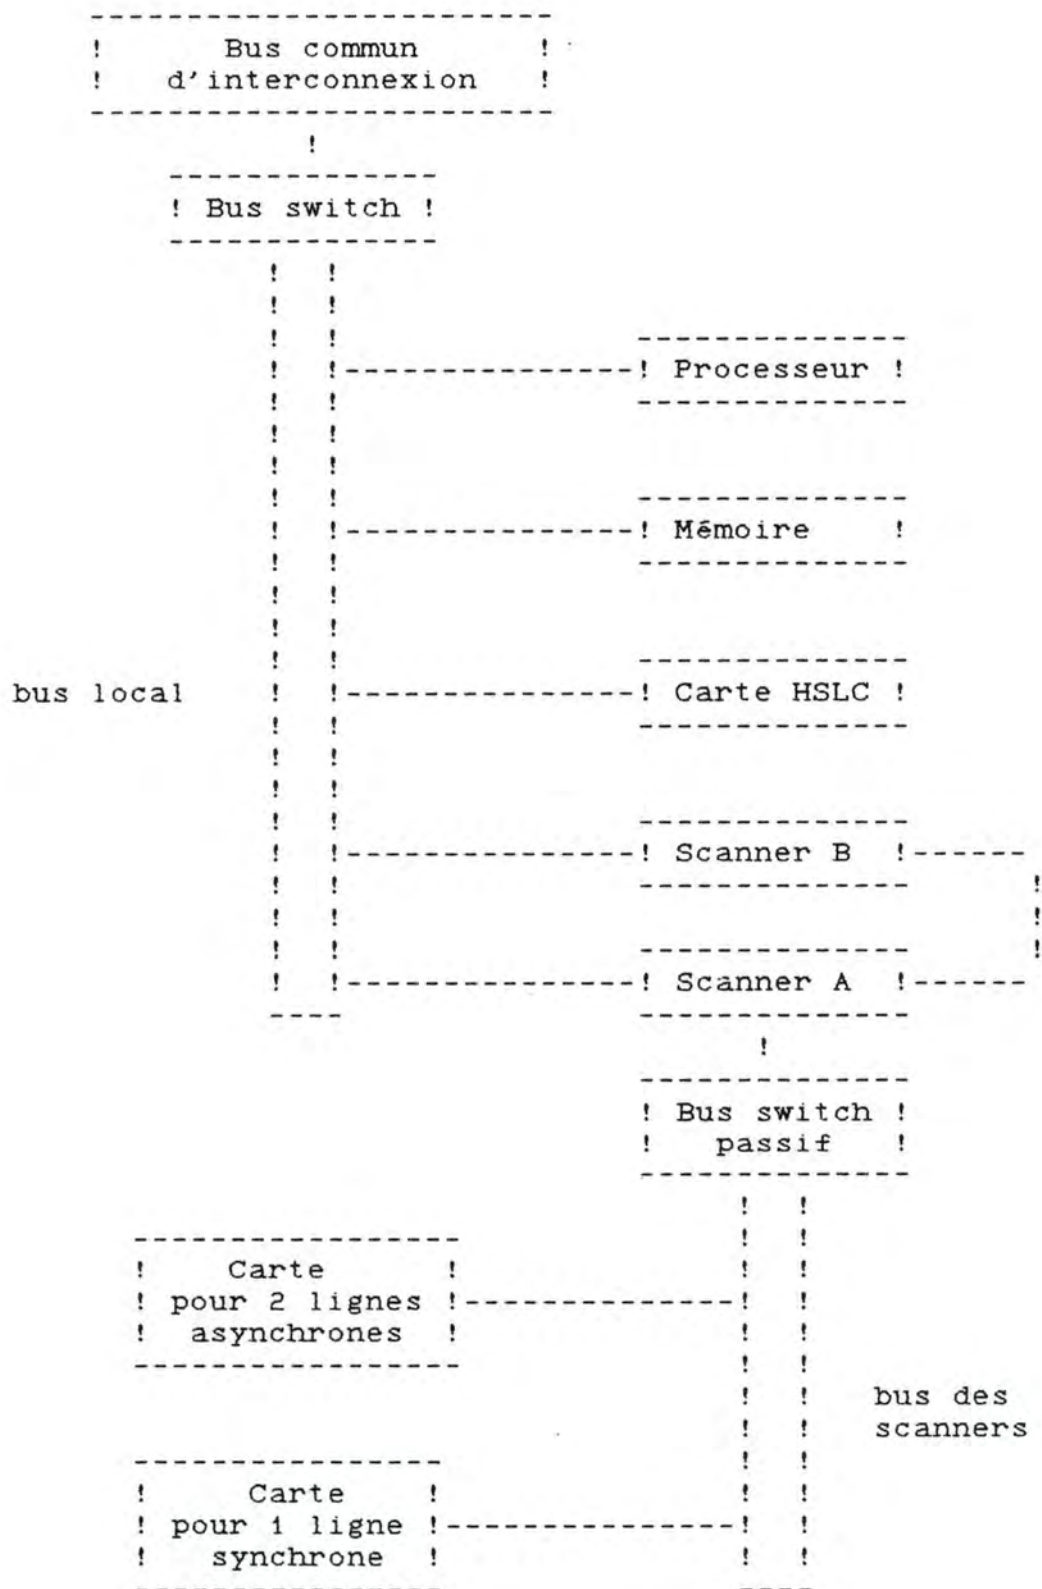 Bus commun
d'interconnexion
Bus switch
Processeur
Mémoire
bus local
Carte HSLC
Scanner B
Scanner A
Bus switch
passif
Carte
pour 2 lignes
asynchrones
bus des
scanners
Carte
pour 1 ligne
synchrone